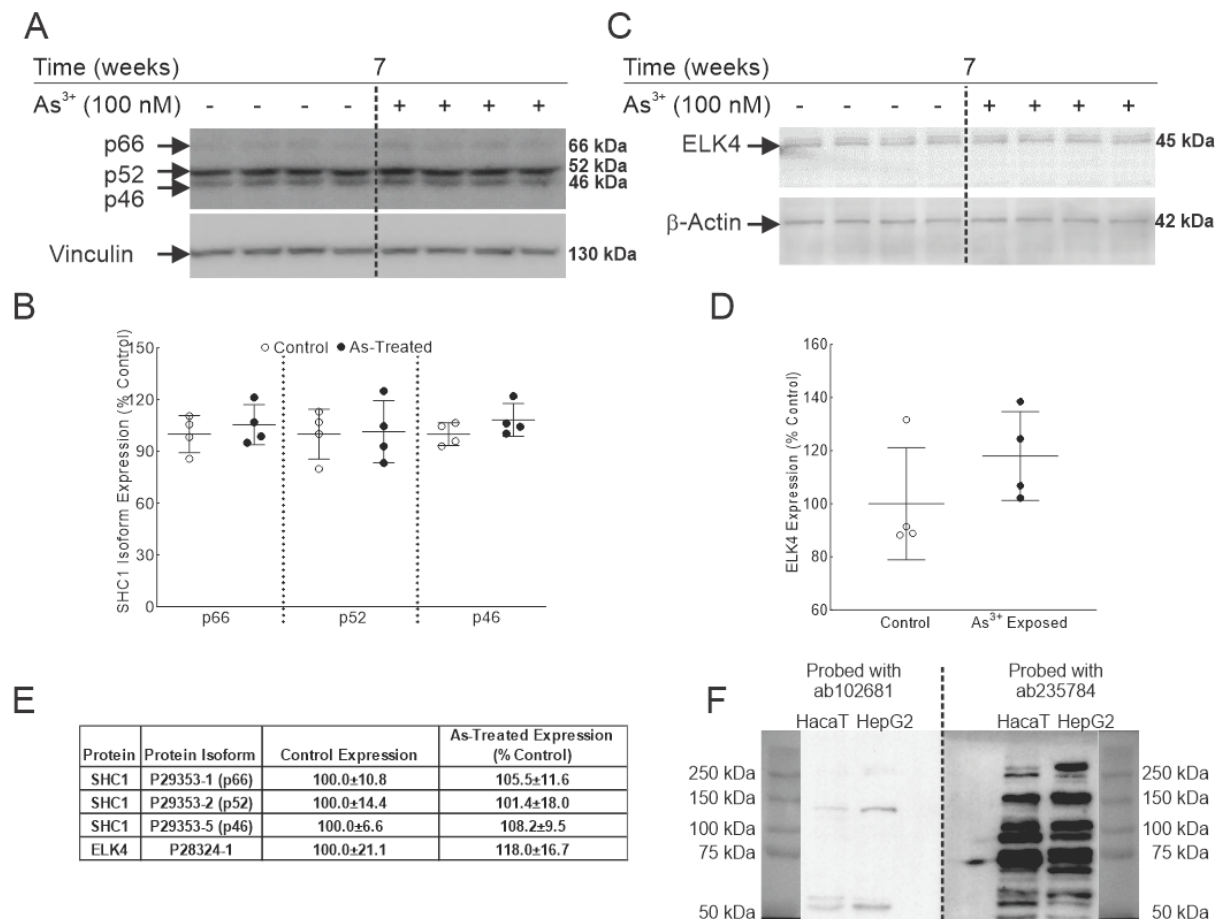 A
Time (weeks) 7
As³⁺ (100 nM) - - - - + + + +
p66 66 kDa
p52 52 kDa
p46 46 kDa
Vinculin 130 kDa
C
Time (weeks) 7
As³⁺ (100 nM) - - - - + + + +
ELK4 45 kDa
β-Actin 42 kDa
B
SHC1 Isoform Expression (% Control)
Control As-Treated
150
120
90
60
30
0
p66 p52 p46
D
ELK4 Expression (% Control)
160
140
120
100
80
60
Control As³⁺ Exposed
E
Protein Protein Isoform Control Expression As-Treated Expression (% Control)
SHC1 P29353-1 (p66) 100.0±10.8 105.5±11.6
SHC1 P29353-2 (p52) 100.0±14.4 101.4±18.0
SHC1 P29353-5 (p46) 100.0±6.6 108.2±9.5
ELK4 P28324-1 100.0±21.1 118.0±16.7
F
Probed with ab102681
Probed with ab235784
HacaT HepG2 HacaT HepG2
250 kDa 250 kDa
150 kDa 150 kDa
100 kDa 100 kDa
75 kDa 75 kDa
50 kDa 50 kDa